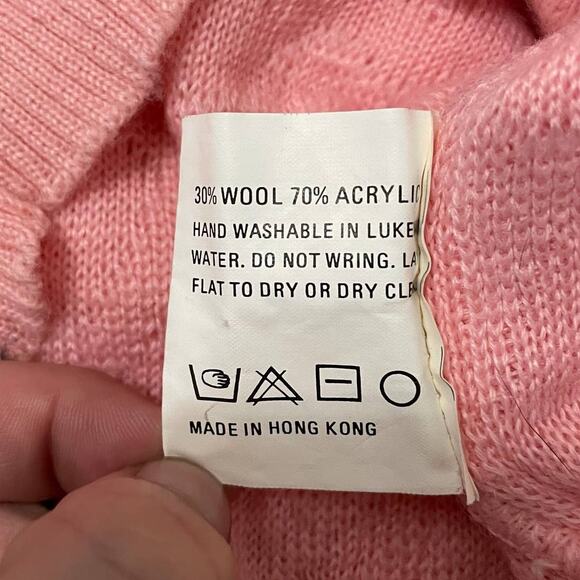 30% WOOL 70% ACRYLIC
HAND WASHABLE IN LUKE
WATER. DO NOT WRING. LA
FLAT TO DRY OR DRY CLE
MADE IN HONG KONG